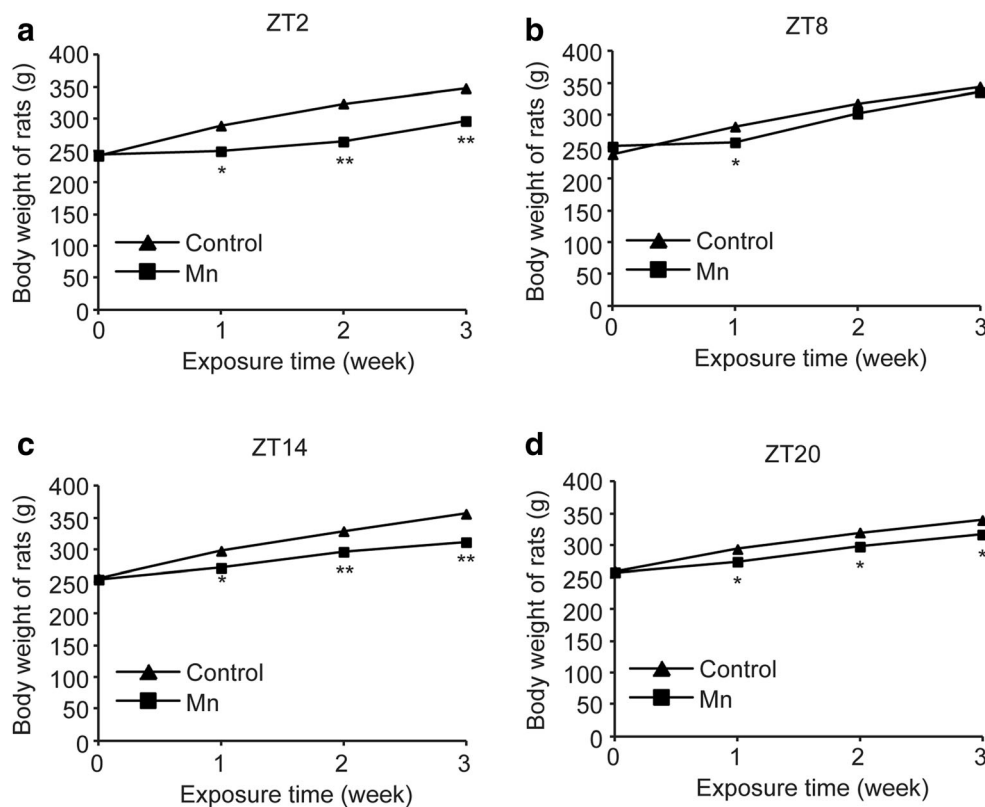 a
ZT2
Body weight of rats (g)
400
350
300
250
200
150
100
50
0
Control
Mn
*
**
**
0 1 2 3
Exposure time (week)
b
ZT8
Body weight of rats (g)
400
350
300
250
200
150
100
50
0
Control
Mn
*
0 1 2 3
Exposure time (week)
c
ZT14
Body weight of rats (g)
400
350
300
250
200
150
100
50
0
Control
Mn
*
**
**
0 1 2 3
Exposure time (week)
d
ZT20
Body weight of rats (g)
400
350
300
250
200
150
100
50
0
Control
Mn
*
*
*
0 1 2 3
Exposure time (week)